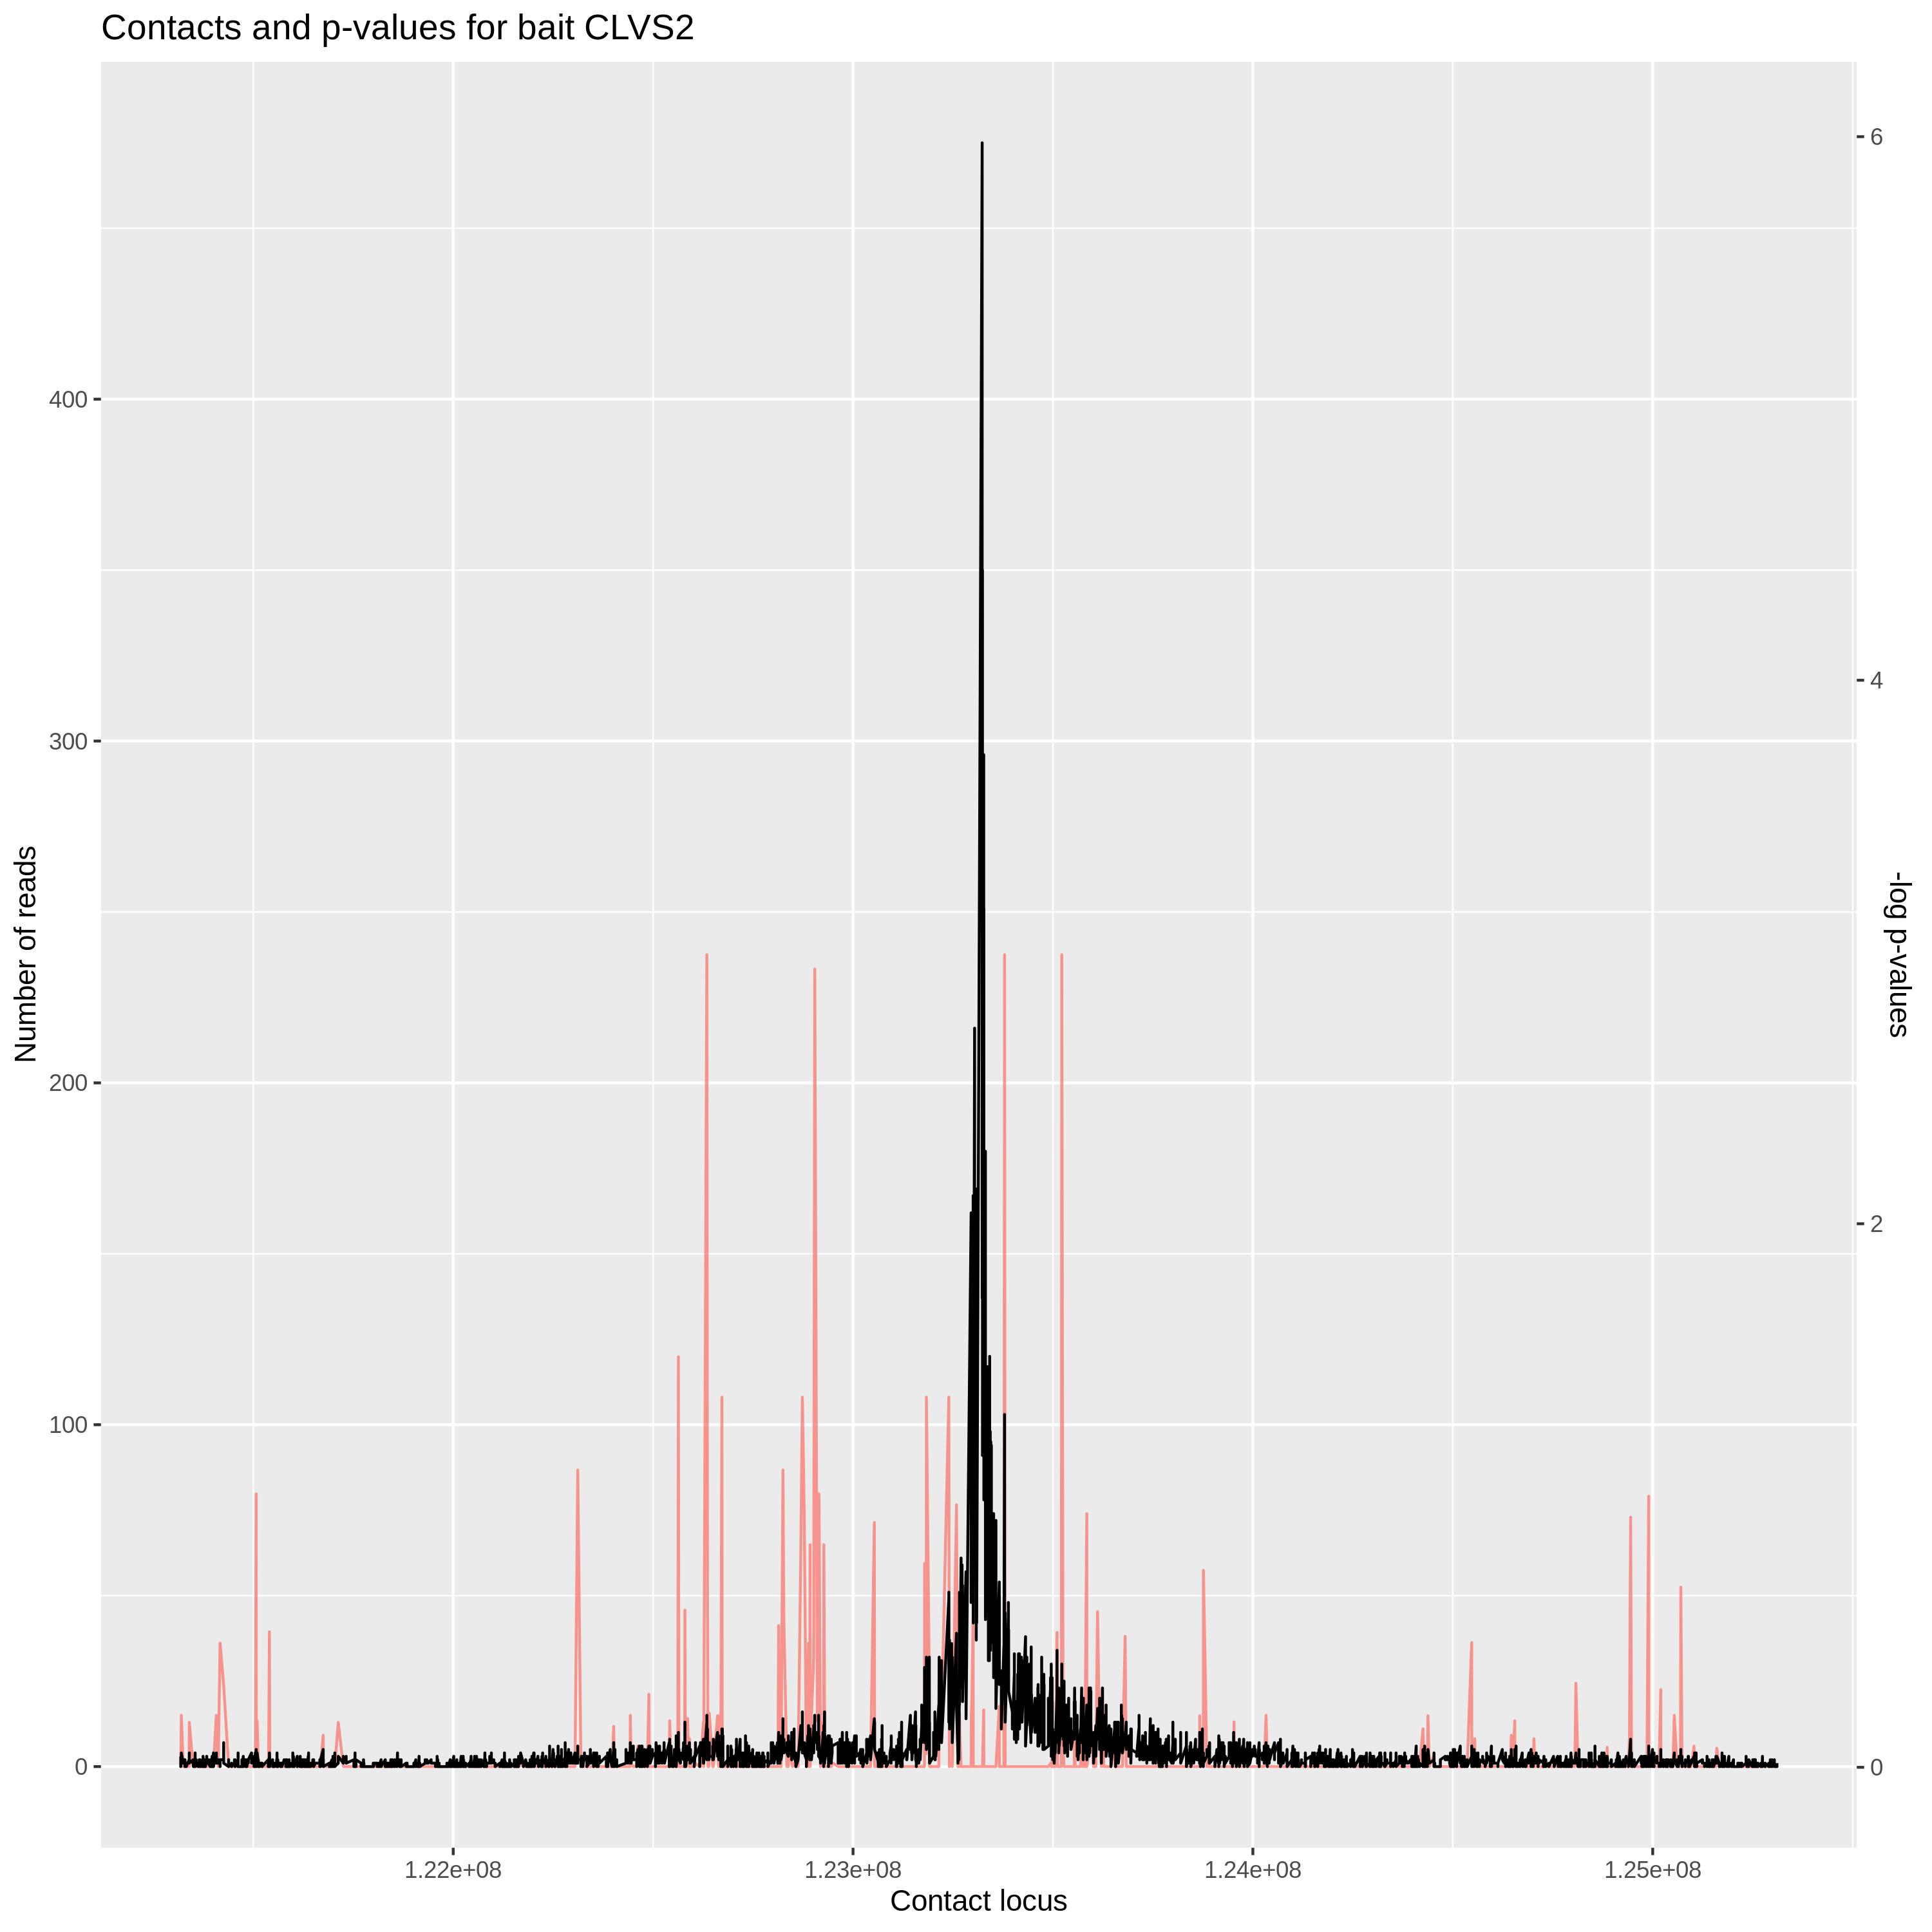 Contacts and p-values for bait CLVS2
Number of reads
400
300
200
100
0
6
4
2
0
-log p-values
1.22e+08
1.23e+08
1.24e+08
1.25e+08
Contact locus